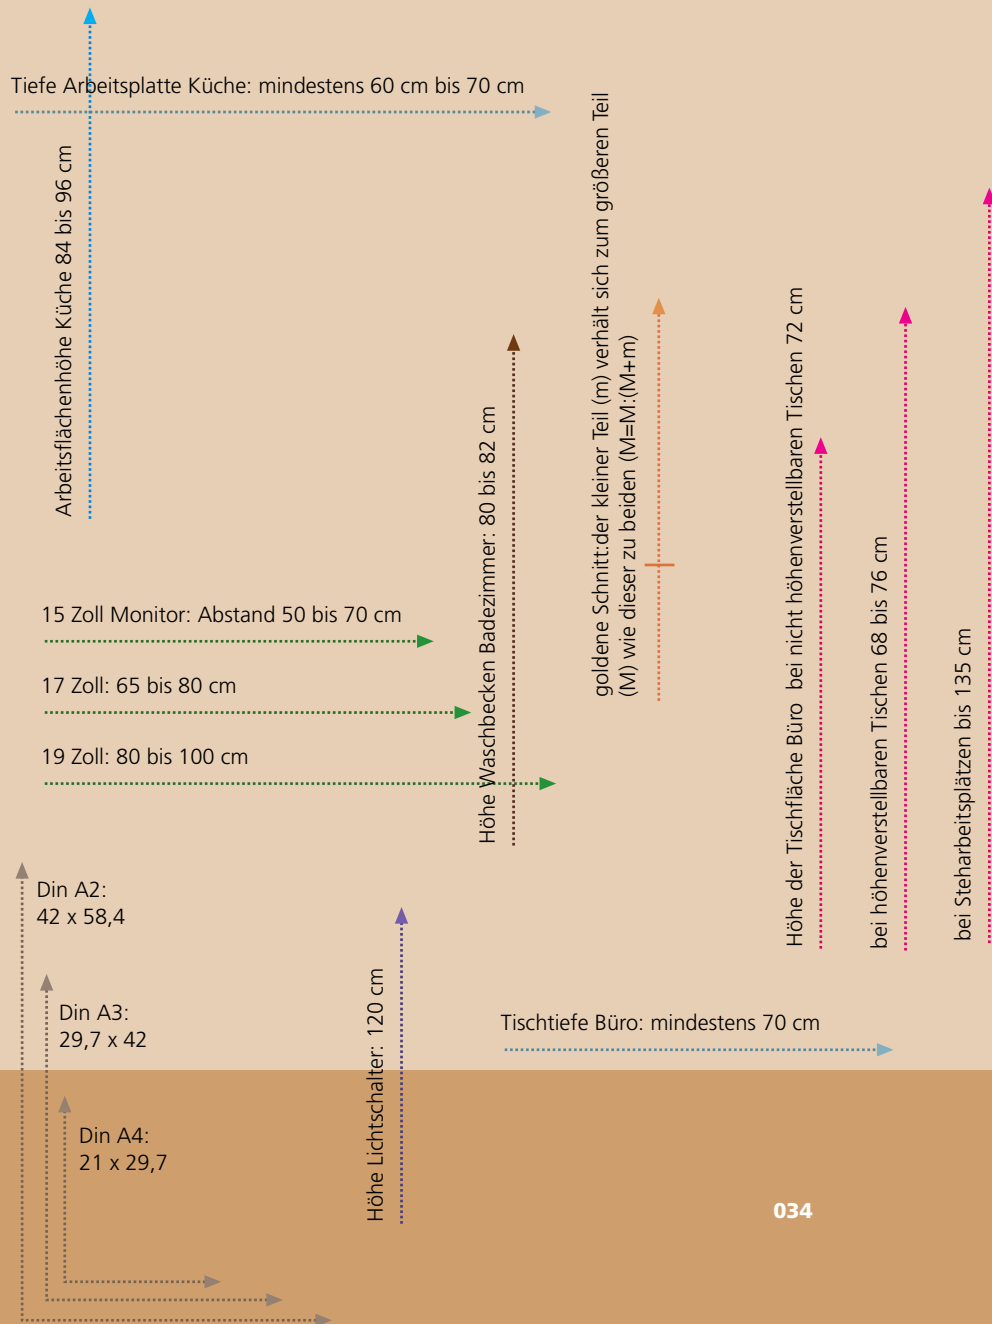 Tiefe Arbeitsplatte Küche: mindestens 60 cm bis 70 cm
Arbeitsflächenhöhe Küche 84 bis 96 cm
15 Zoll Monitor: Abstand 50 bis 70 cm
17 Zoll: 65 bis 80 cm
19 Zoll: 80 bis 100 cm
Höhe Waschbecken Badezimmer: 80 bis 82 cm
goldene Schnitt:der kleiner Teil (m) verhält sich zum größeren Teil
(M) wie dieser zu beiden (M=M:(M+m)
Höhe der Tischfläche Büro bei nicht höhenverstellbaren Tischen 72 cm
bei höhenverstellbaren Tischen 68 bis 76 cm
bei Steharbeitsplätzen bis 135 cm
Din A2:
42 x 58,4
Din A3:
29,7 x 42
Din A4:
21 x 29,7
Höhe Lichtschalter: 120 cm
Tischtiefe Büro: mindestens 70 cm
034